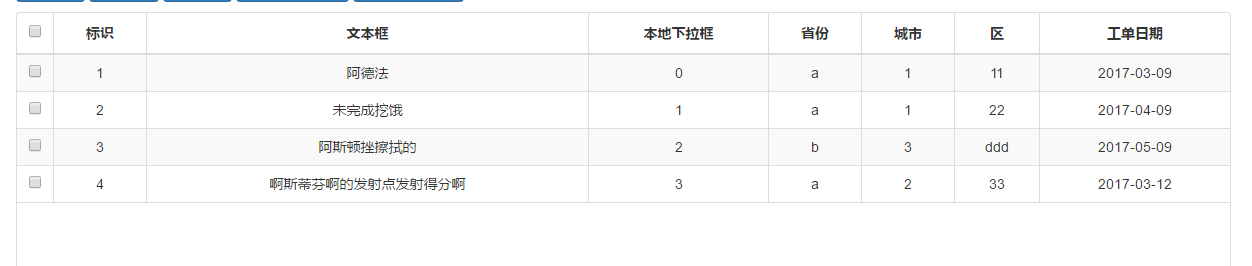 标识 文本框 本地下拉框 省份 城市 区 工单日期
1 阿德法 0 a 1 11 2017-03-09
2 未完成挖饿 1 a 1 22 2017-04-09
3 阿斯顿挫擦拭的 2 b 3 ddd 2017-05-09
4 啊斯蒂芬啊的发射点发射得分啊 3 a 2 33 2017-03-12